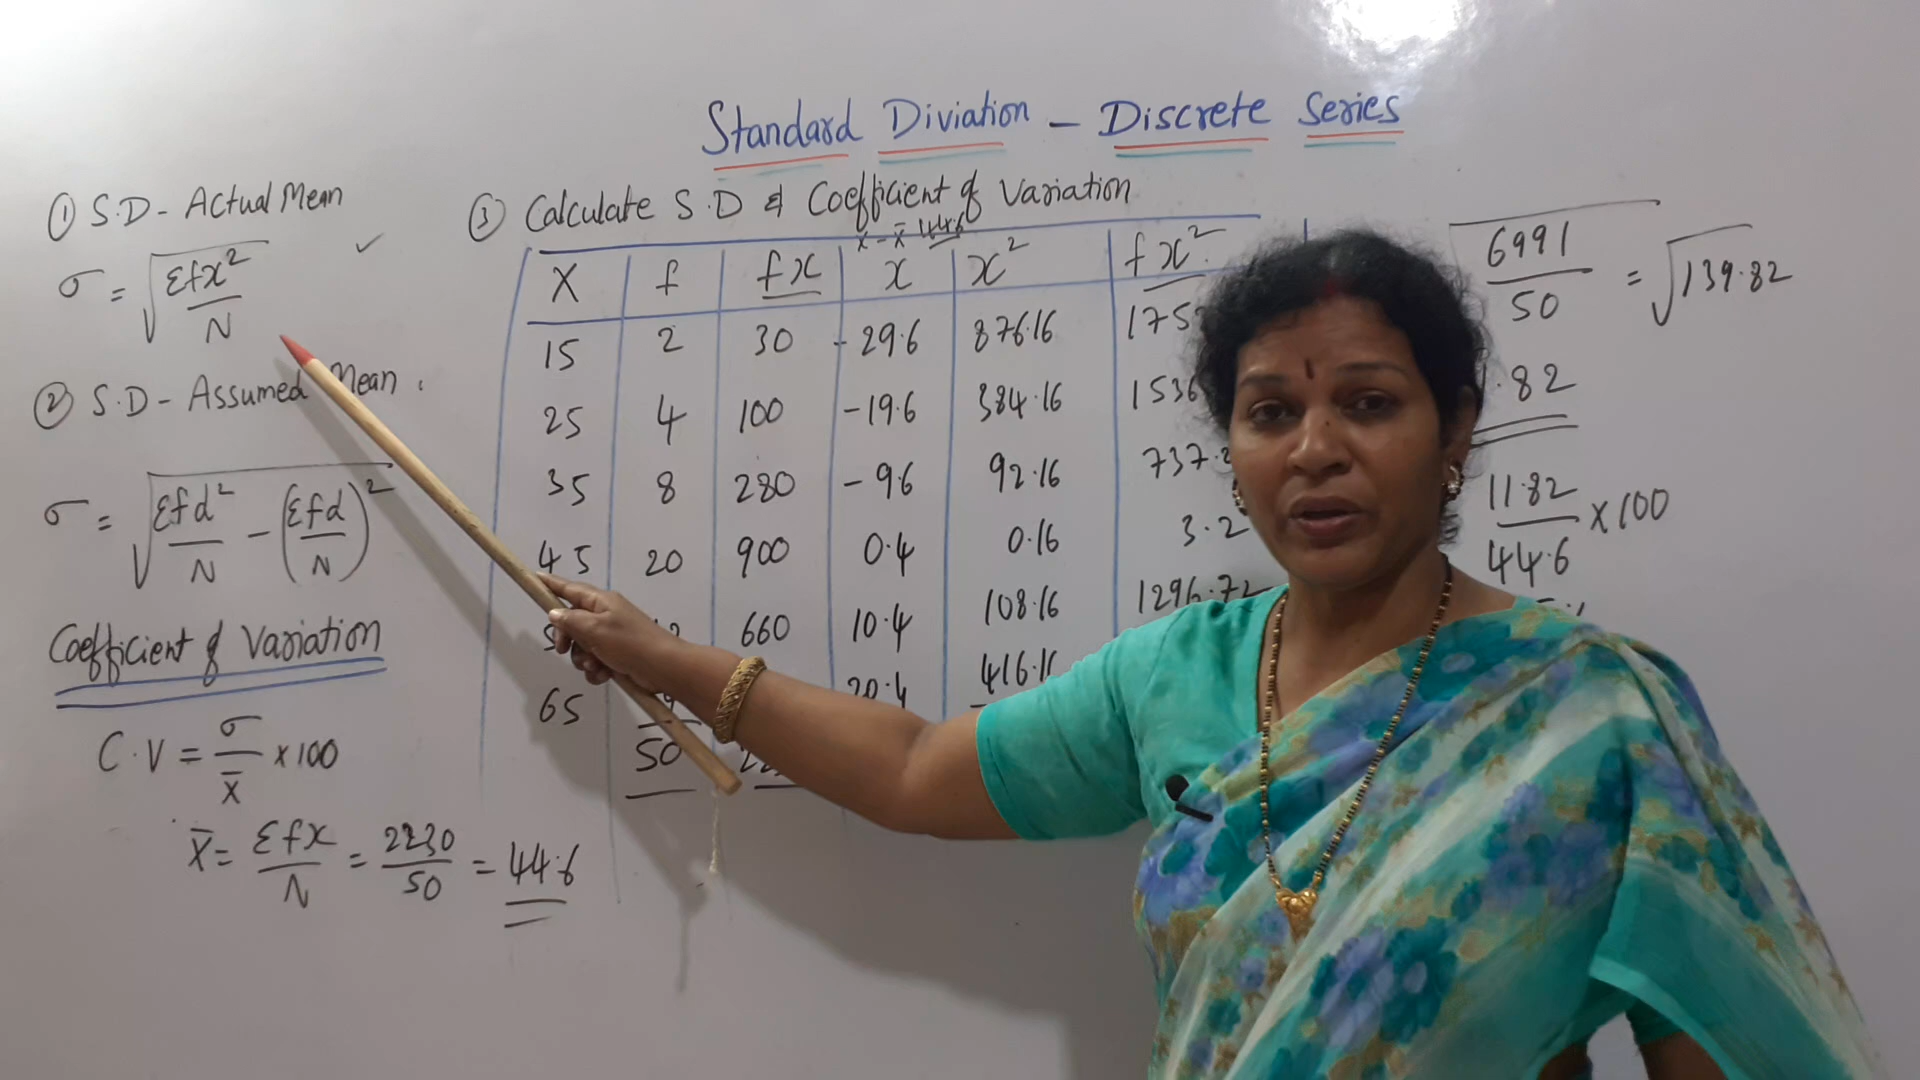 Standard Diviation - Discrete Series
① S.D - Actual Mean
σ = √(Σfx²/N) ✓
② S.D - Assumed Mean.
σ = √(Σfd²/N - (Σfd/N)²)
Coefficient of Variation
C.V = σ/x̄ × 100
X̄ = Σfx/N = 2230/50 = 44.6
③ Calculate S.D & Coefficient of Variation
x - x̄ 44.6
X f fx x x² fx²
15 2 30 -29.6 876.16 175
25 4 100 -19.6 384.16 1536
35 8 280 -9.6 92.16 737.2
45 20 900 0.4 0.16 3.2
660 10.4 108.16 1296.72
65 9 20.4 416.16
50
√(6991/50) = √139.82
.82
11.82/44.6 × 100